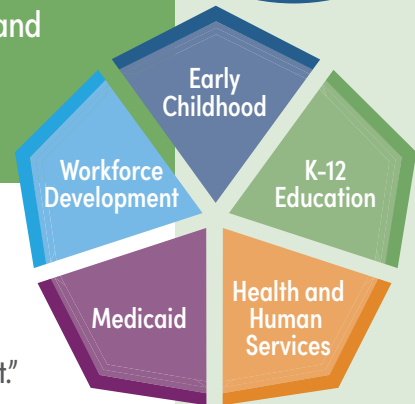 and
Early
Childhood
K-12
Education
Health and
Human
Services
Medicaid
Workforce
Development
t.”